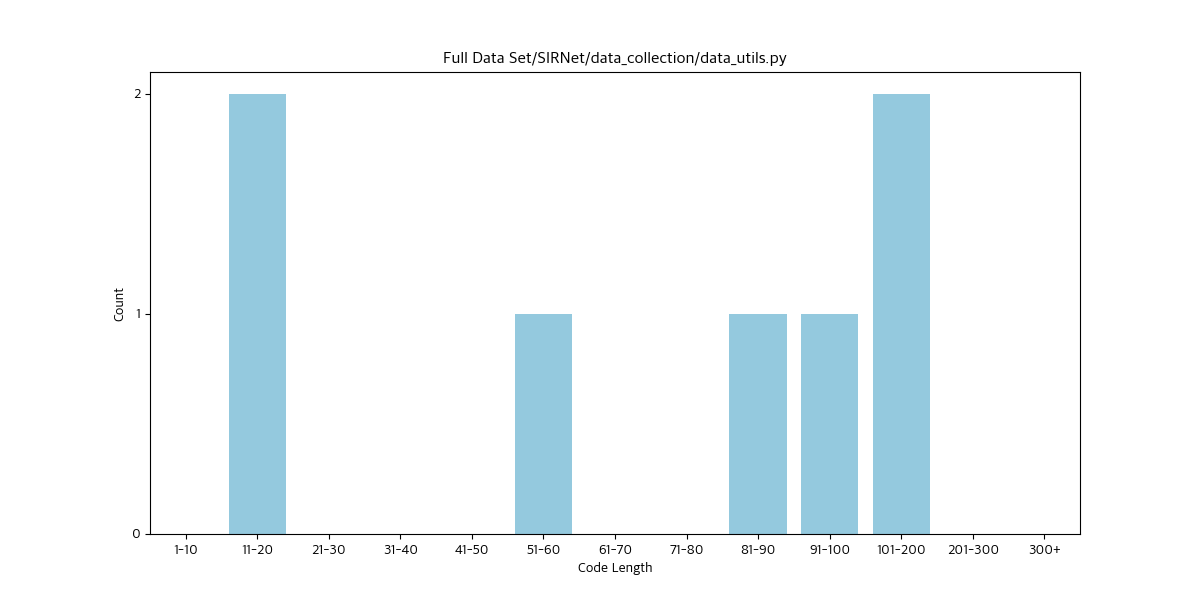 Full Data Set/SIRNet/data_collection/data_utils.py
Count
2
1
0
1-10 11-20 21-30 31-40 41-50 51-60 61-70 71-80 81-90 91-100 101-200 201-300 300+
Code Length